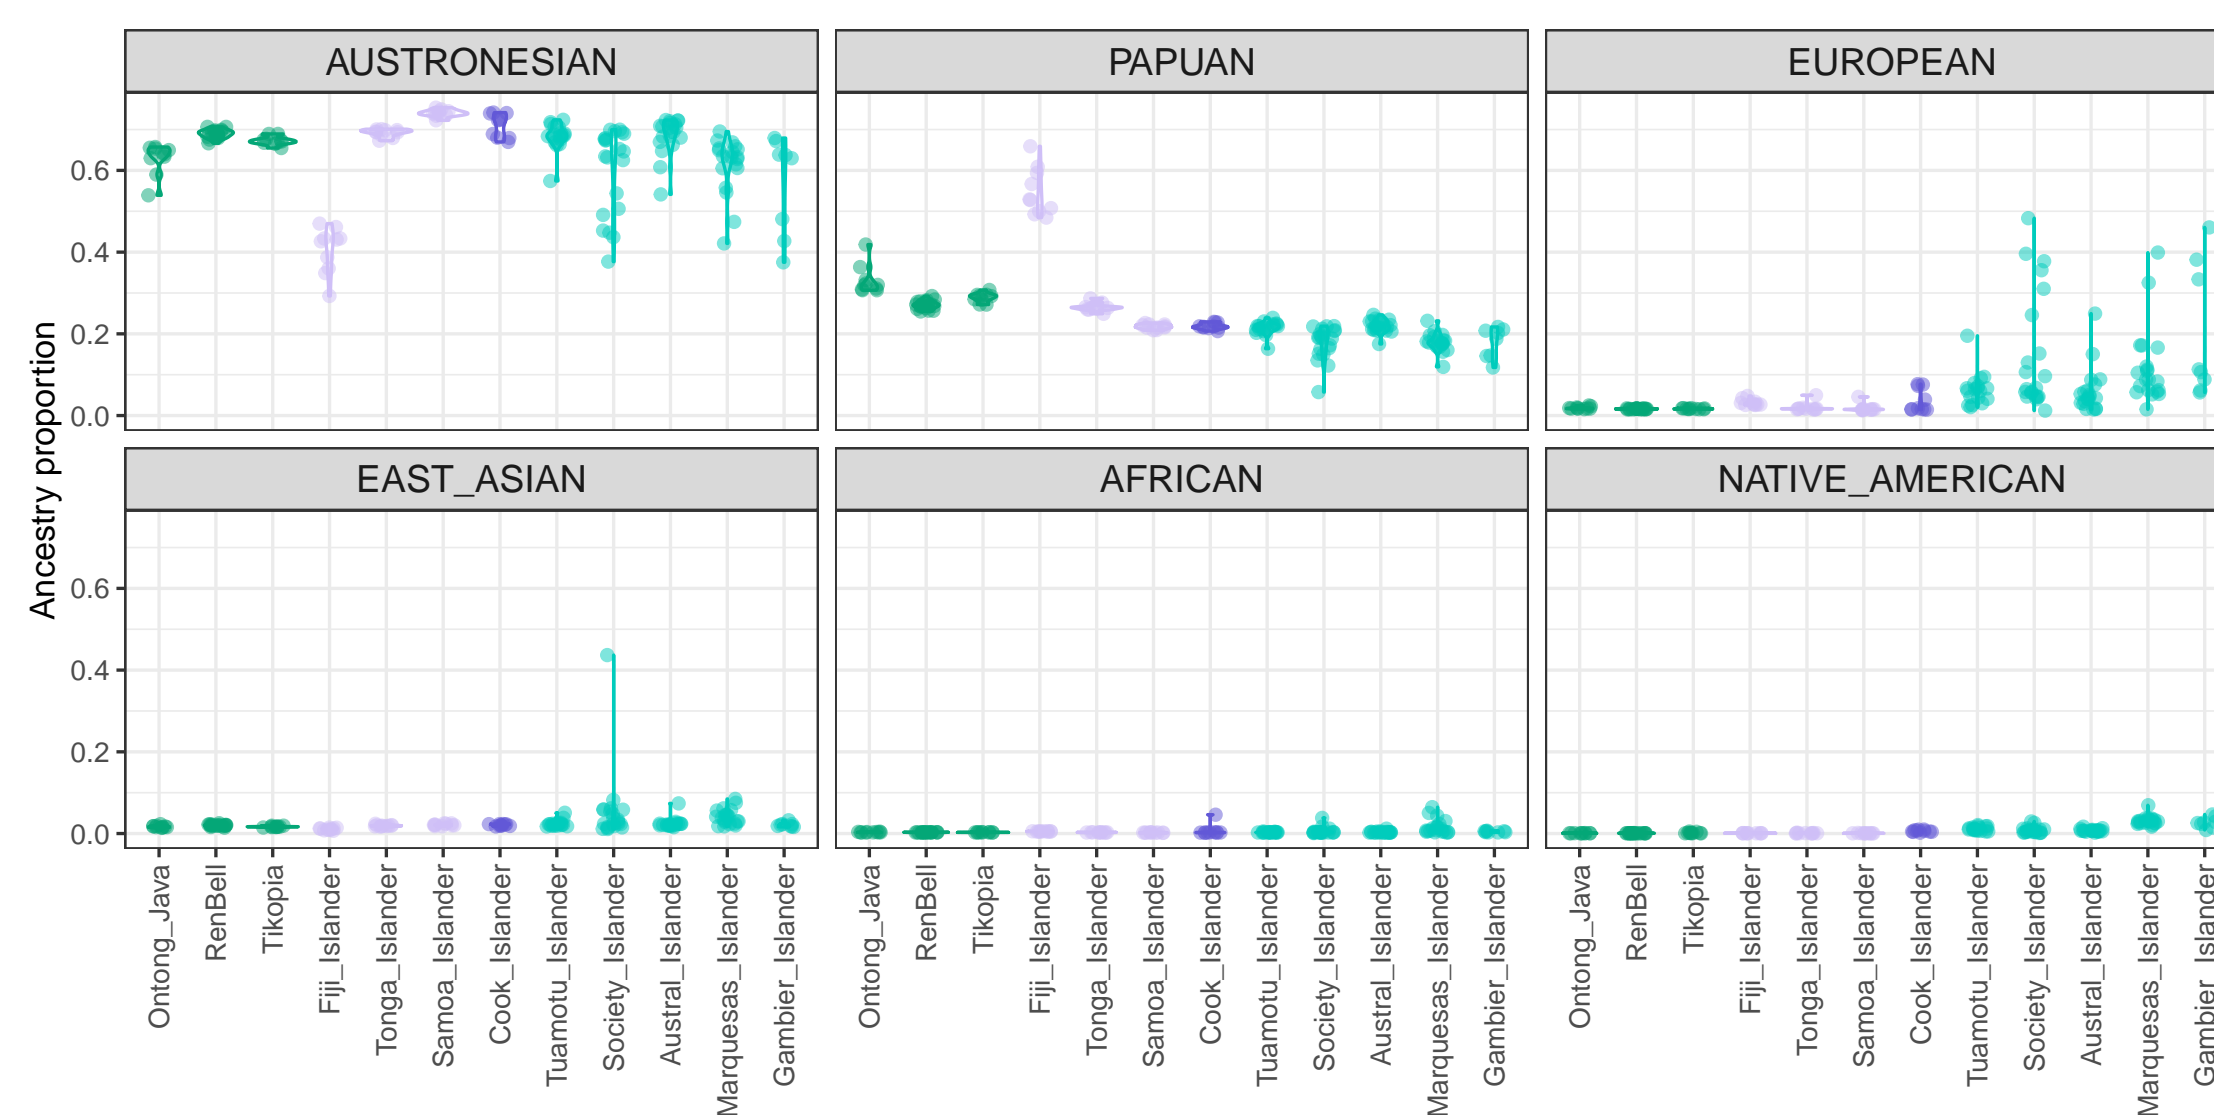 AUSTRONESIAN PAPUAN EUROPEAN
0.6
0.4
0.2
0.0
EAST_ASIAN AFRICAN NATIVE_AMERICAN
0.6
0.4
0.2
0.0
Ancestry proportion
Ontong_Java RenBell Tikopia Fiji_Islander Tonga_Islander Samoa_Islander Cook_Islander Tuamotu_Islander Society_Islander Austral_Islander Marquesas_Islander Gambier_Islander
Ontong_Java RenBell Tikopia Fiji_Islander Tonga_Islander Samoa_Islander Cook_Islander Tuamotu_Islander Society_Islander Austral_Islander Marquesas_Islander Gambier_Islander
Ontong_Java RenBell Tikopia Fiji_Islander Tonga_Islander Samoa_Islander Cook_Islander Tuamotu_Islander Society_Islander Austral_Islander Marquesas_Islander Gambier_Islander